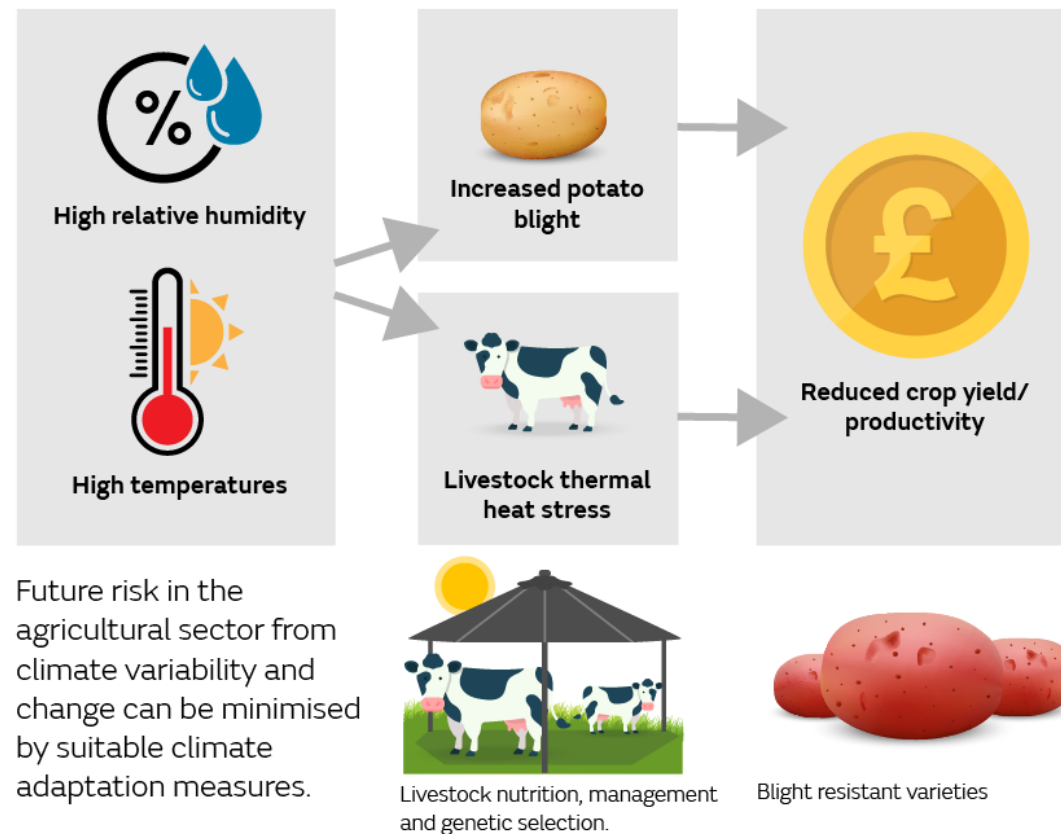 %
High relative humidity
High temperatures
Increased potato
blight
Livestock thermal
heat stress
£
Reduced crop yield/
productivity
Future risk in the
agricultural sector from
climate variability and
change can be minimised
by suitable climate
adaptation measures.
Livestock nutrition, management
and genetic selection.
Blight resistant varieties